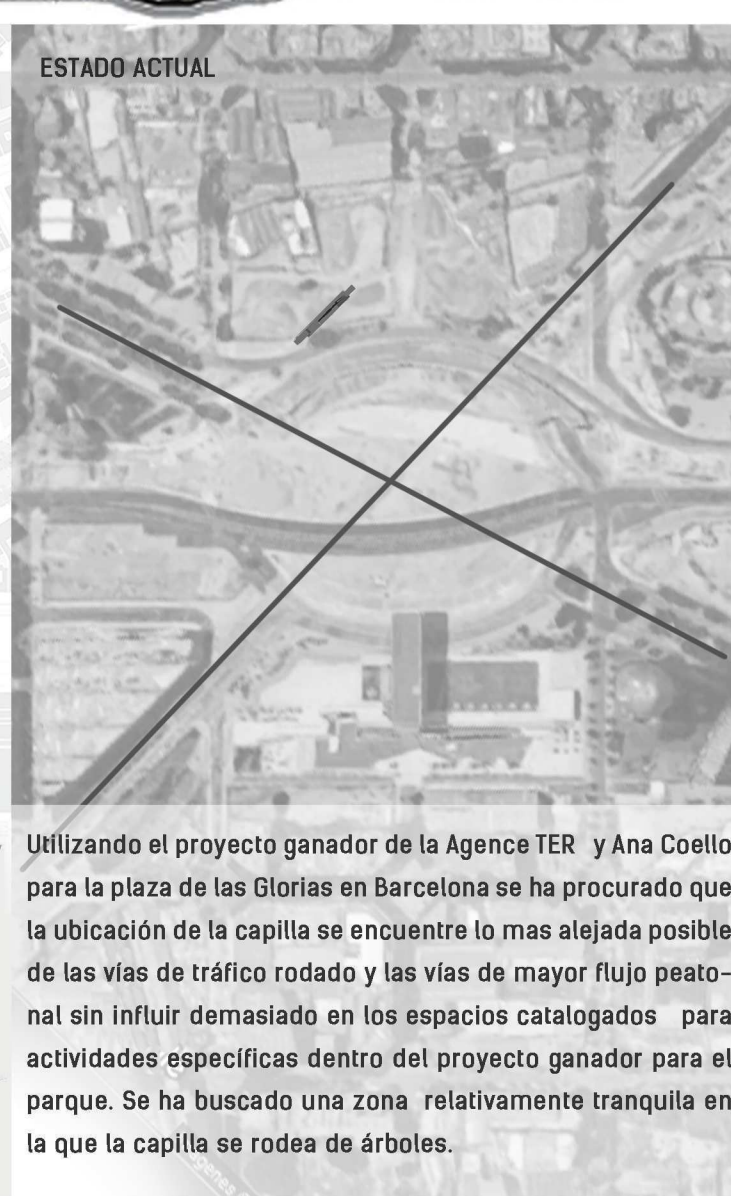 ESTADO ACTUAL
Utilizando el proyecto ganador de la Agence TER y Ana Coello
para la plaza de las Glorias en Barcelona se ha procurado que
la ubicación de la capilla se encuentre lo mas alejada posible
de las vías de tráfico rodado y las vías de mayor flujo peato-
nal sin influir demasiado en los espacios catalogados para
actividades específicas dentro del proyecto ganador para el
parque. Se ha buscado una zona relativamente tranquila en
la que la capilla se rodea de árboles.